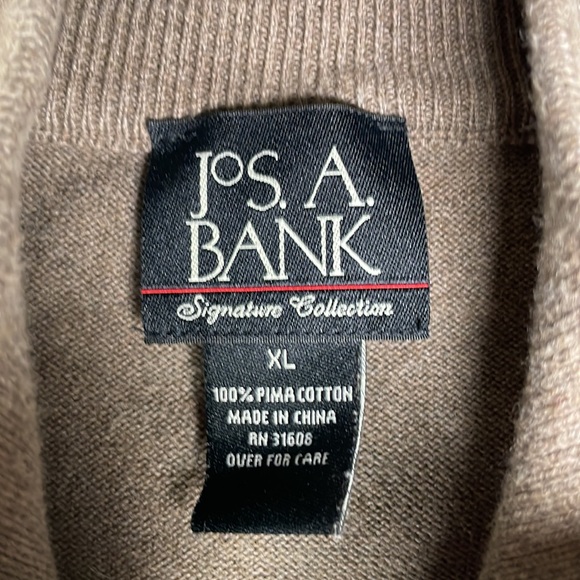 JOS. A.
BANK
Signature Collection
XL
100% PIMA COTTON
MADE IN CHINA
RN 31608
OVER FOR CARE